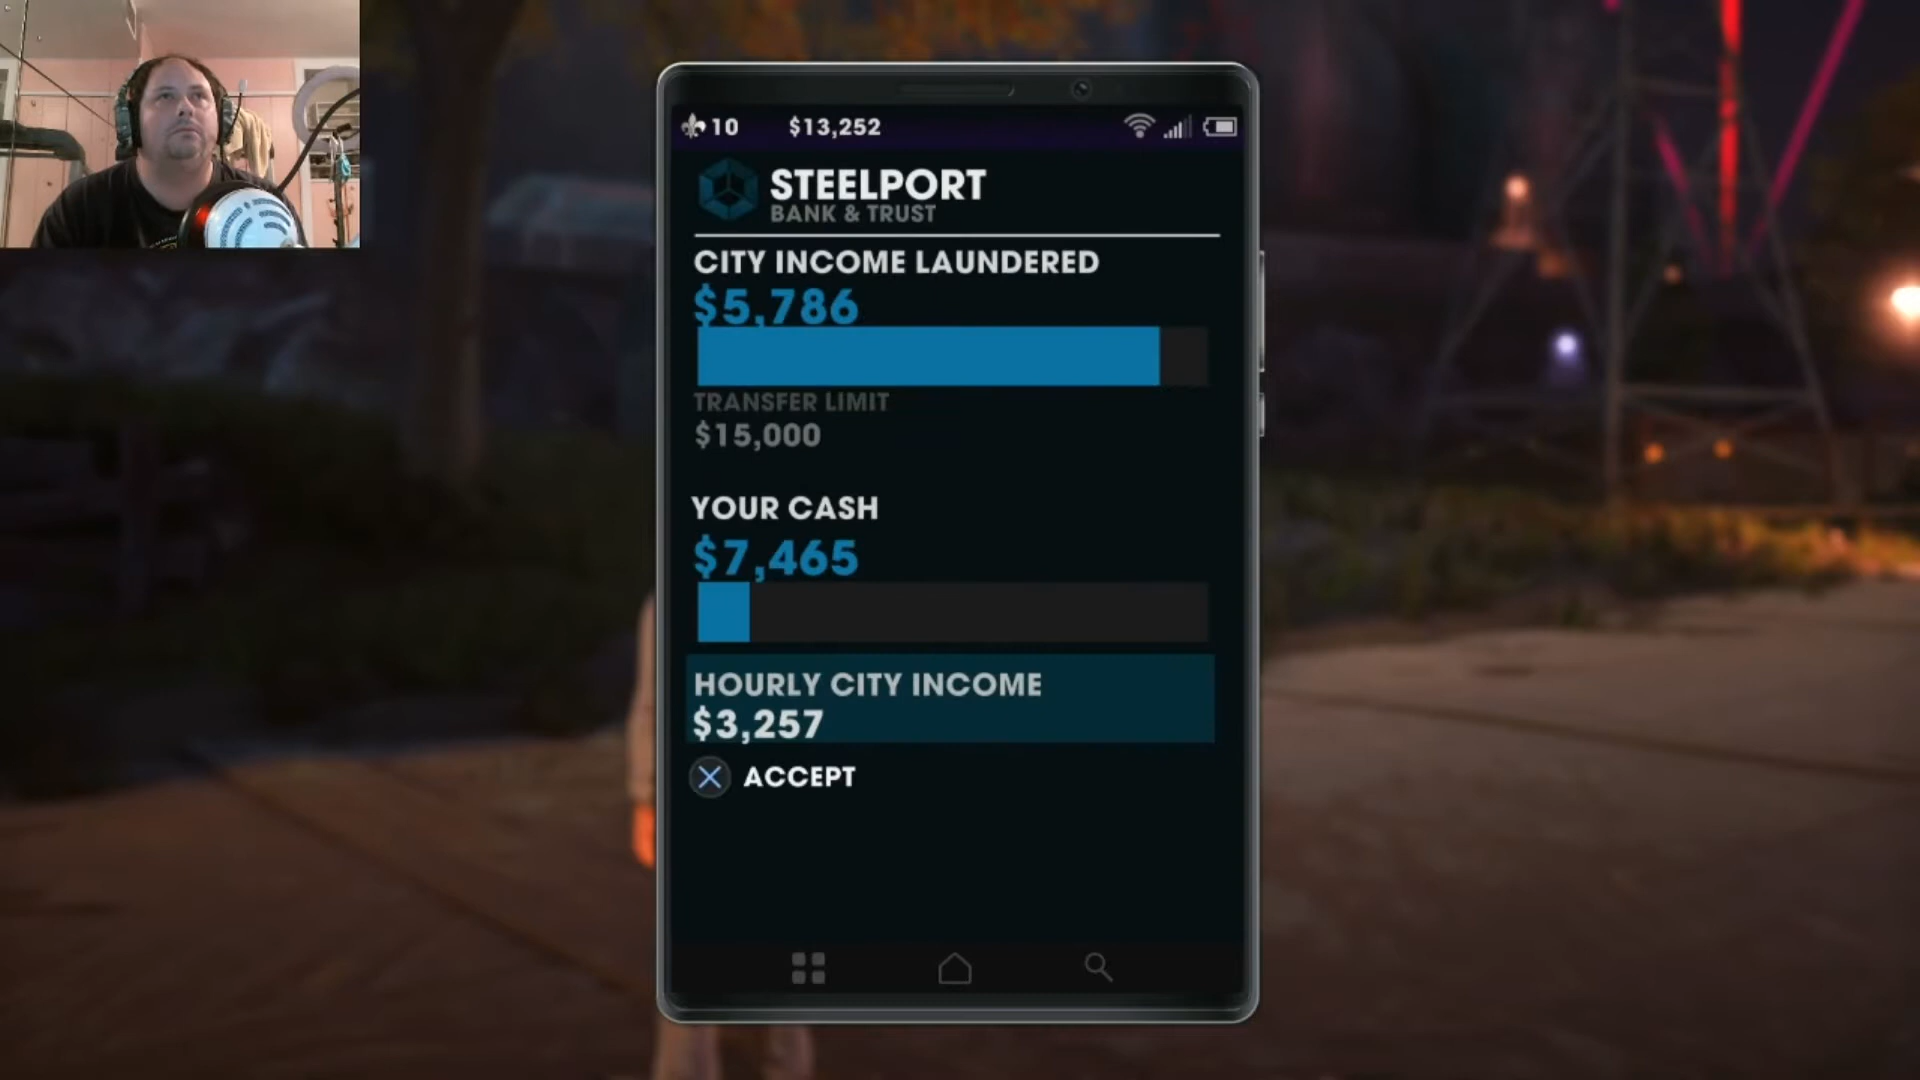 10 $13,252
STEELPORT
BANK & TRUST
CITY INCOME LAUNDERED
$5,786
TRANSFER LIMIT
$15,000
YOUR CASH
$7,465
HOURLY CITY INCOME
$3,257
ACCEPT